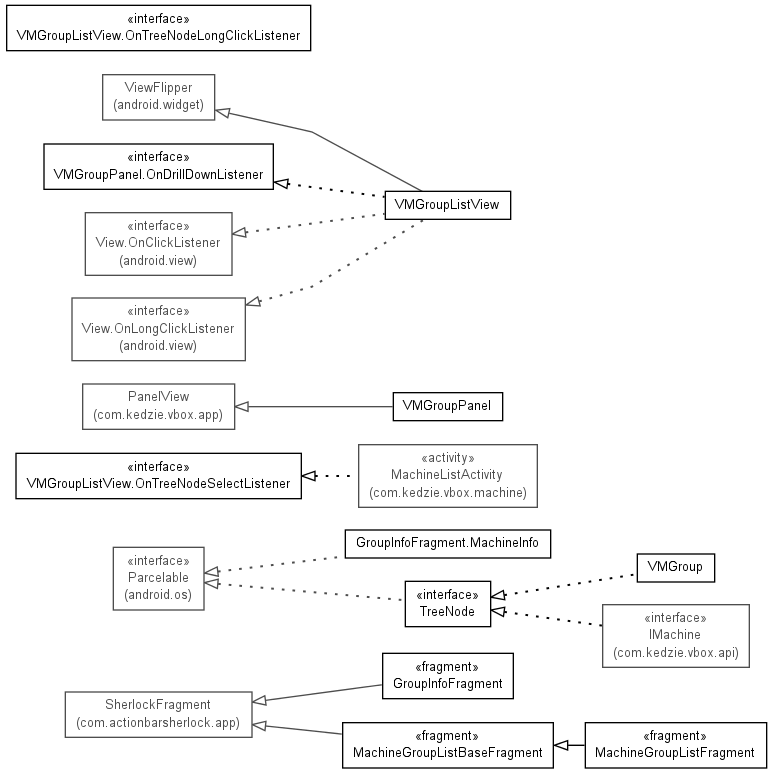 «interface»
VMGroupListView.OnTreeNodeLongClickListener
ViewFlipper
(android.widget)
«interface»
VMGroupPanel.OnDrillDownListener
VMGroupListView
«interface»
View.OnClickListener
(android.view)
«interface»
View.OnLongClickListener
(android.view)
PanelView
(com.kedzie.vbox.app)
VMGroupPanel
«interface»
VMGroupListView.OnTreeNodeSelectListener
«activity»
MachineListActivity
(com.kedzie.vbox.machine)
GroupInfoFragment.MachineInfo
«interface»
Parcelable
(android.os)
VMGroup
«interface»
TreeNode
«interface»
IMachine
(com.kedzie.vbox.api)
«fragment»
GroupInfoFragment
SherlockFragment
(com.actionbarsherlock.app)
«fragment»
MachineGroupListBaseFragment
«fragment»
MachineGroupListFragment